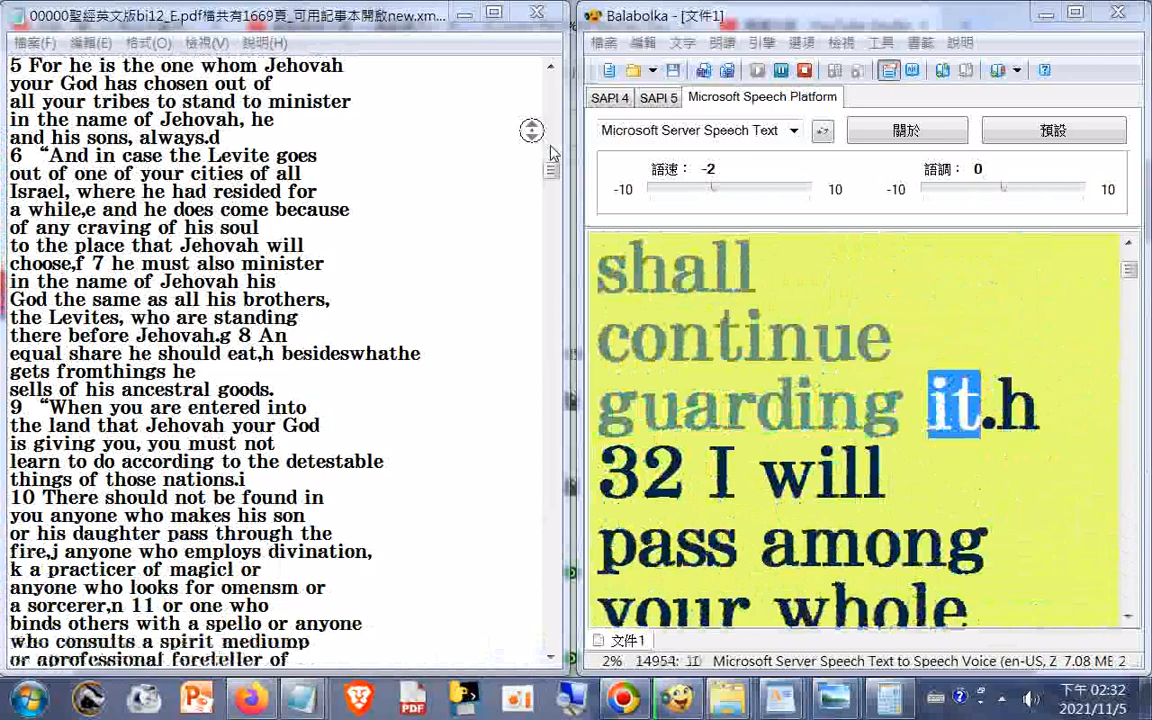 00000聖經英文版bi12_E.pdf檔共有1669頁_可用記事本開啟new.xm...
檔案(F) 編輯(E) 格式(O) 檢視(V) 說明(H)
5 For he is the one whom Jehovah
your God has chosen out of
all your tribes to stand to minister
in the name of Jehovah, he
and his sons, always.d
6 “And in case the Levite goes
out of one of your cities of all
Israel, where he had resided for
a while,e and he does come because
of any craving of his soul
to the place that Jehovah will
choose,f 7 he must also minister
in the name of Jehovah his
God the same as all his brothers,
the Levites, who are standing
there before Jehovah.g 8 An
equal share he should eat,h besideswhathe
gets fromthings he
sells of his ancestral goods.
9 “When you are entered into
the land that Jehovah your God
is giving you, you must not
learn to do according to the detestable
things of those nations.i
10 There should not be found in
you anyone who makes his son
or his daughter pass through the
fire,j anyone who employs divination,
k a practicer of magicl or
anyone who looks for omensm or
a sorcerer,n 11 or one who
binds others with a spello or anyone
who consults a spirit mediump
or aprofessional foreteller of
Balabolka - [文件1]
檔案 編輯 文字 朗讀 引擎 選項 檢視 工具 書籤 說明
SAPI 4 SAPI 5 Microsoft Speech Platform
Microsoft Server Speech Text 關於 預設
語速： -2 語調： 0
-10 10 -10 10
shall
continue
guarding it.h
32 I will
pass among
your whole
文件1
2% Microsoft Server Speech Text to Speech Voice (en-US, Z 7.08 MB 2
PDF
下午 02:32
2021/11/5